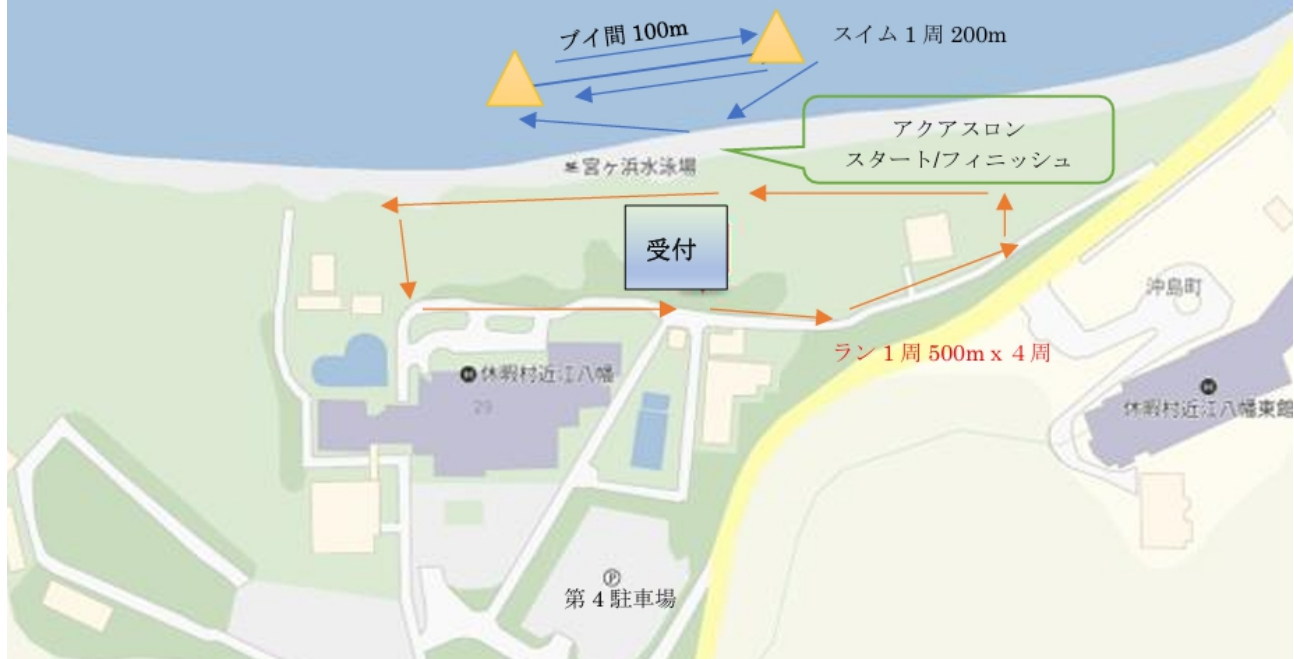 ブイ間 100m
スイム 1 周 200m
アクアスロン
スタート/フィニッシュ
宮ヶ浜水泳場
受付
沖島町
ラン 1 周 500m x 4 周
休暇村近江八幡
29
休暇村近江八幡東館
P
第 4 駐車場